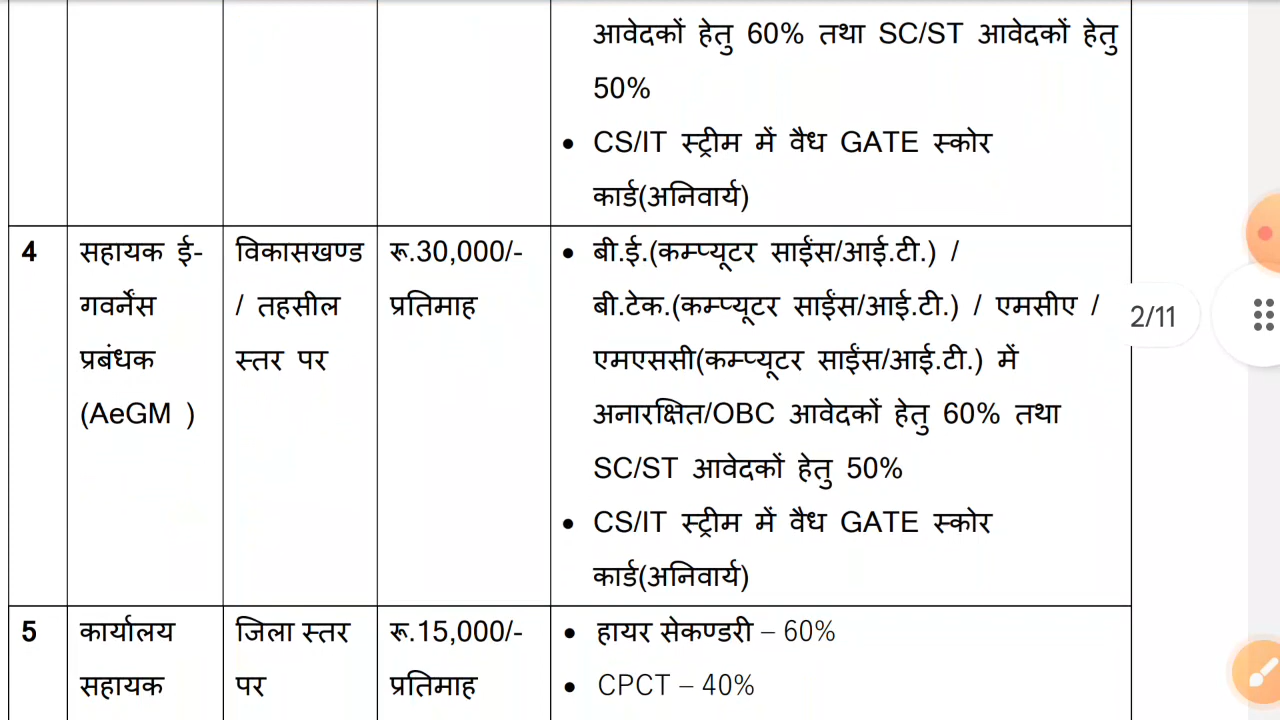 आवेदकों हेतु 60% तथा SC/ST आवेदकों हेतु
50%
• CS/IT स्ट्रीम में वैध GATE स्कोर
कार्ड(अनिवार्य)
4
सहायक ई-
गवर्नेंस
प्रबंधक
(AeGM )
विकासखण्ड
/ तहसील
स्तर पर
रू.30,000/-
प्रतिमाह
• बी.ई.(कम्प्यूटर साईंस/आई.टी.) /
बी.टेक.(कम्प्यूटर साईंस/आई.टी.) / एमसीए /
एमएससी(कम्प्यूटर साईंस/आई.टी.) में
अनारक्षित/OBC आवेदकों हेतु 60% तथा
SC/ST आवेदकों हेतु 50%
• CS/IT स्ट्रीम में वैध GATE स्कोर
कार्ड(अनिवार्य)
2/11
5
कार्यालय
सहायक
जिला स्तर
पर
रू.15,000/-
प्रतिमाह
• हायर सेकण्डरी – 60%
• CPCT – 40%